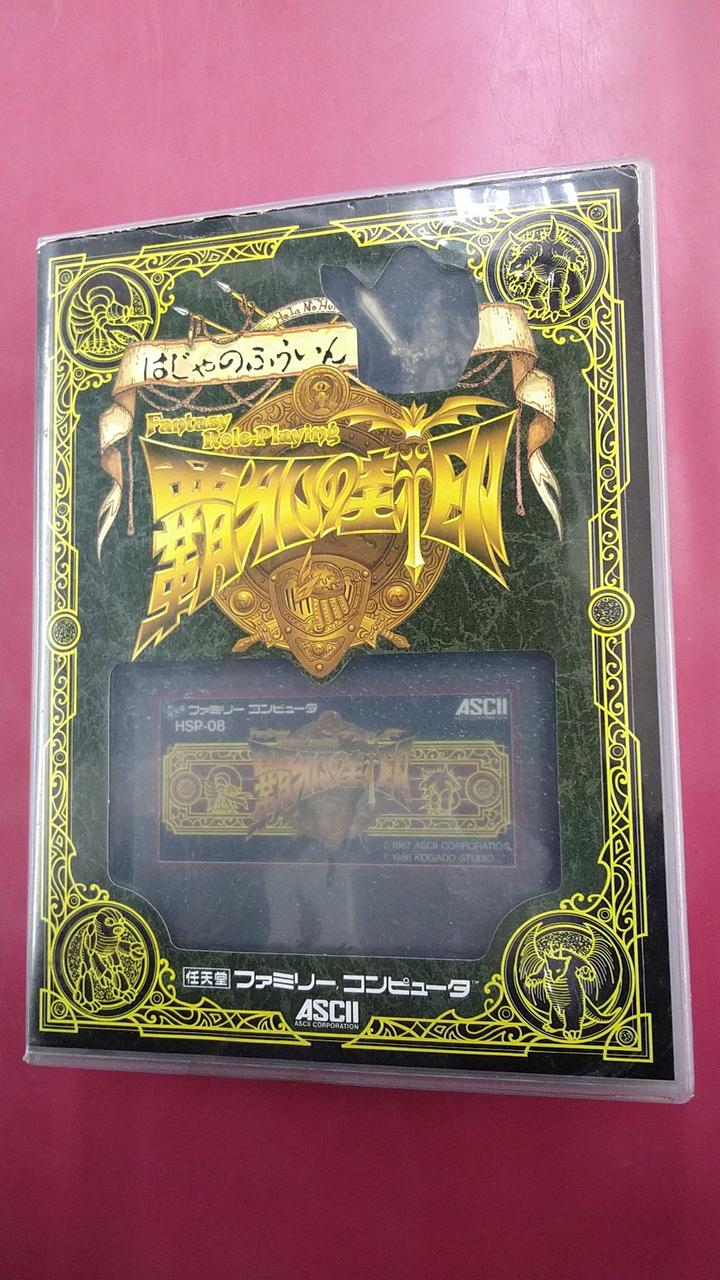 Ha Ja No Hu
はじゃのふういん
Fantasy
Role-Playing
覇邪の封印
ファミリー コンピュータ
ASCII
HSP-08
覇邪の封印
© 1987 ASCII CORPORATION
© 1986 KOGADO STUDIO
任天堂 ファミリー コンピュータ™
ASCII
ASCII CORPORATION